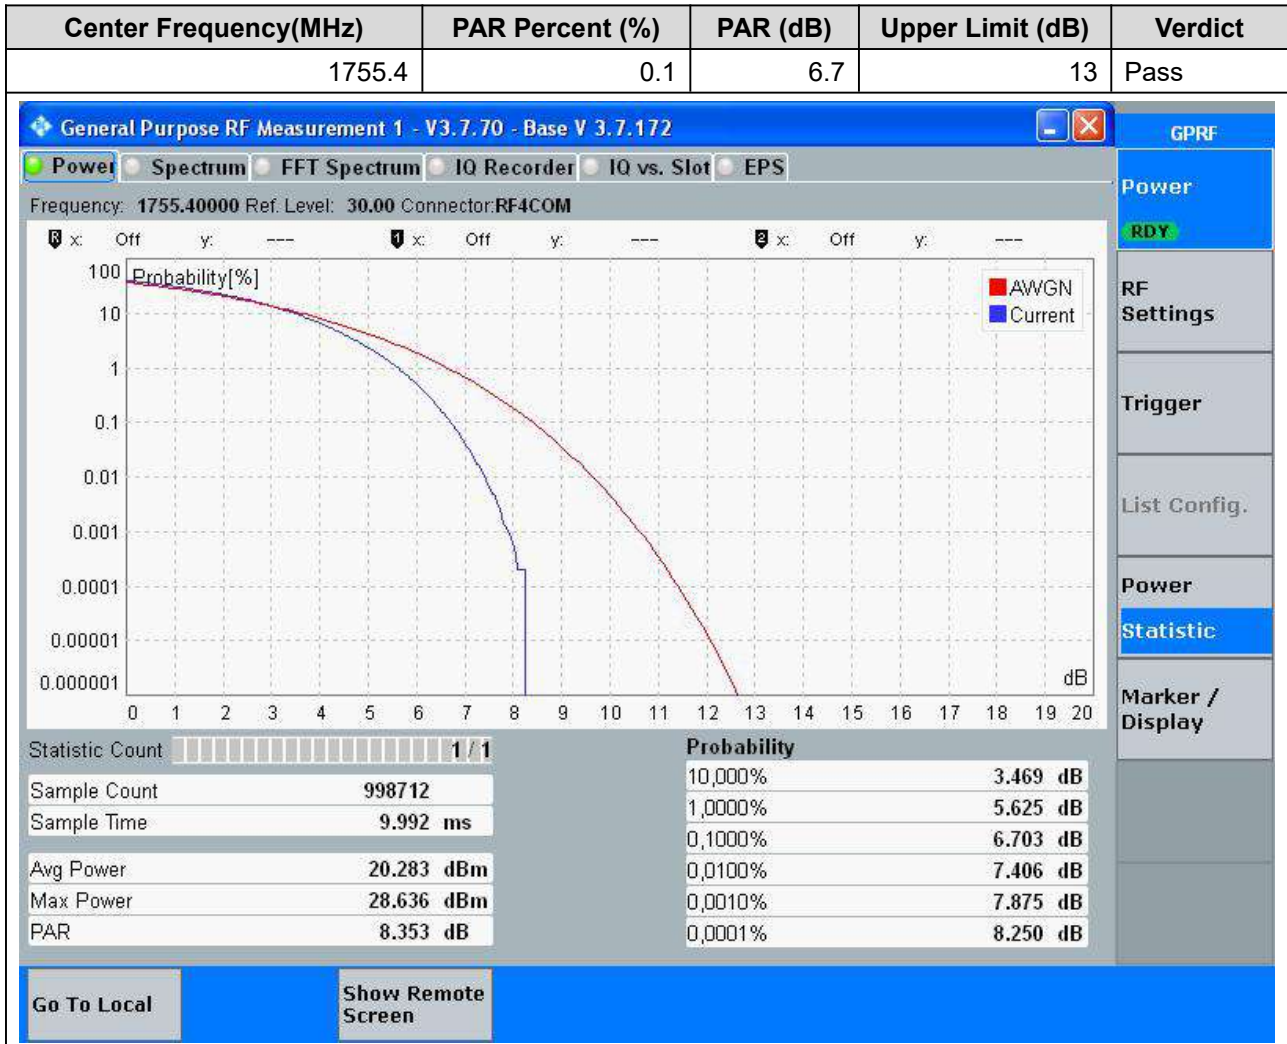 Center Frequency(MHz) PAR Percent (%) PAR (dB) Upper Limit (dB) Verdict
1755.4 0.1 6.7 13 Pass
General Purpose RF Measurement 1 - V3.7.70 - Base V 3.7.172
GPRF
Power Spectrum FFT Spectrum IQ Recorder IQ vs. Slot EPS
Power
RDY
Frequency: 1755.40000 Ref. Level: 30.00 Connector:RF4COM
R x: Off y: --- 1 x: Off y: --- 2 x: Off y: ---
100 Probability[%]
AWGN
Current
RF
Settings
10
1
Trigger
0.1
0.01
List Config.
0.001
0.0001
Power
Statistic
0.00001
0.000001
dB
Marker /
Display
0 1 2 3 4 5 6 7 8 9 10 11 12 13 14 15 16 17 18 19 20
Statistic Count 1 / 1
Probability
Sample Count 998712
10,000% 3.469 dB
Sample Time 9.992 ms
1,0000% 5.625 dB
0,1000% 6.703 dB
Avg Power 20.283 dBm
0,0100% 7.406 dB
Max Power 28.636 dBm
0,0010% 7.875 dB
PAR 8.353 dB
0,0001% 8.250 dB
Go To Local
Show Remote
Screen